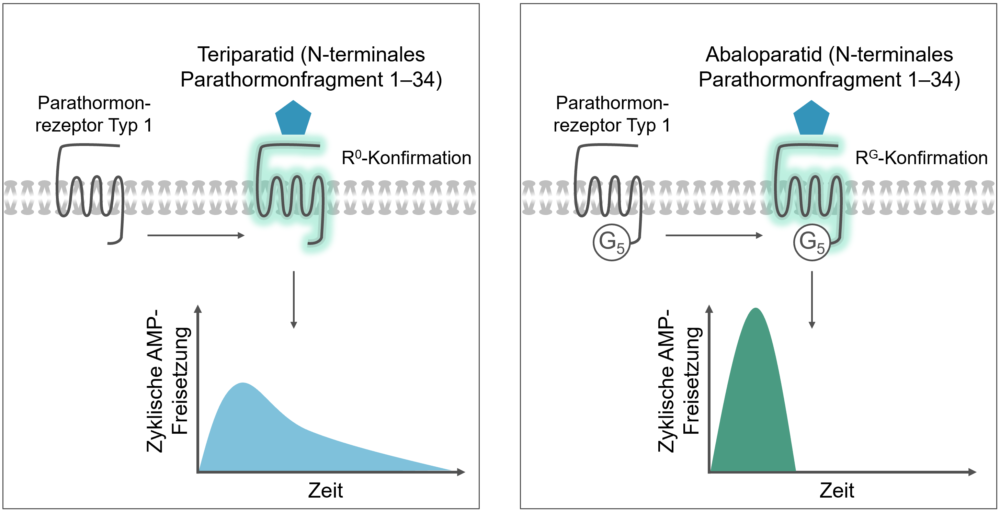 Teriparatid (N-terminales
Parathormonfragment 1–34)
Parathormon-
rezeptor Typ 1
R⁰-Konfirmation
Zyklische AMP-
Freisetzung
Zeit
Abaloparatid (N-terminales
Parathormonfragment 1–34)
Parathormon-
rezeptor Typ 1
Rᴳ-Konfirmation
G₅
G₅
Zyklische AMP-
Freisetzung
Zeit